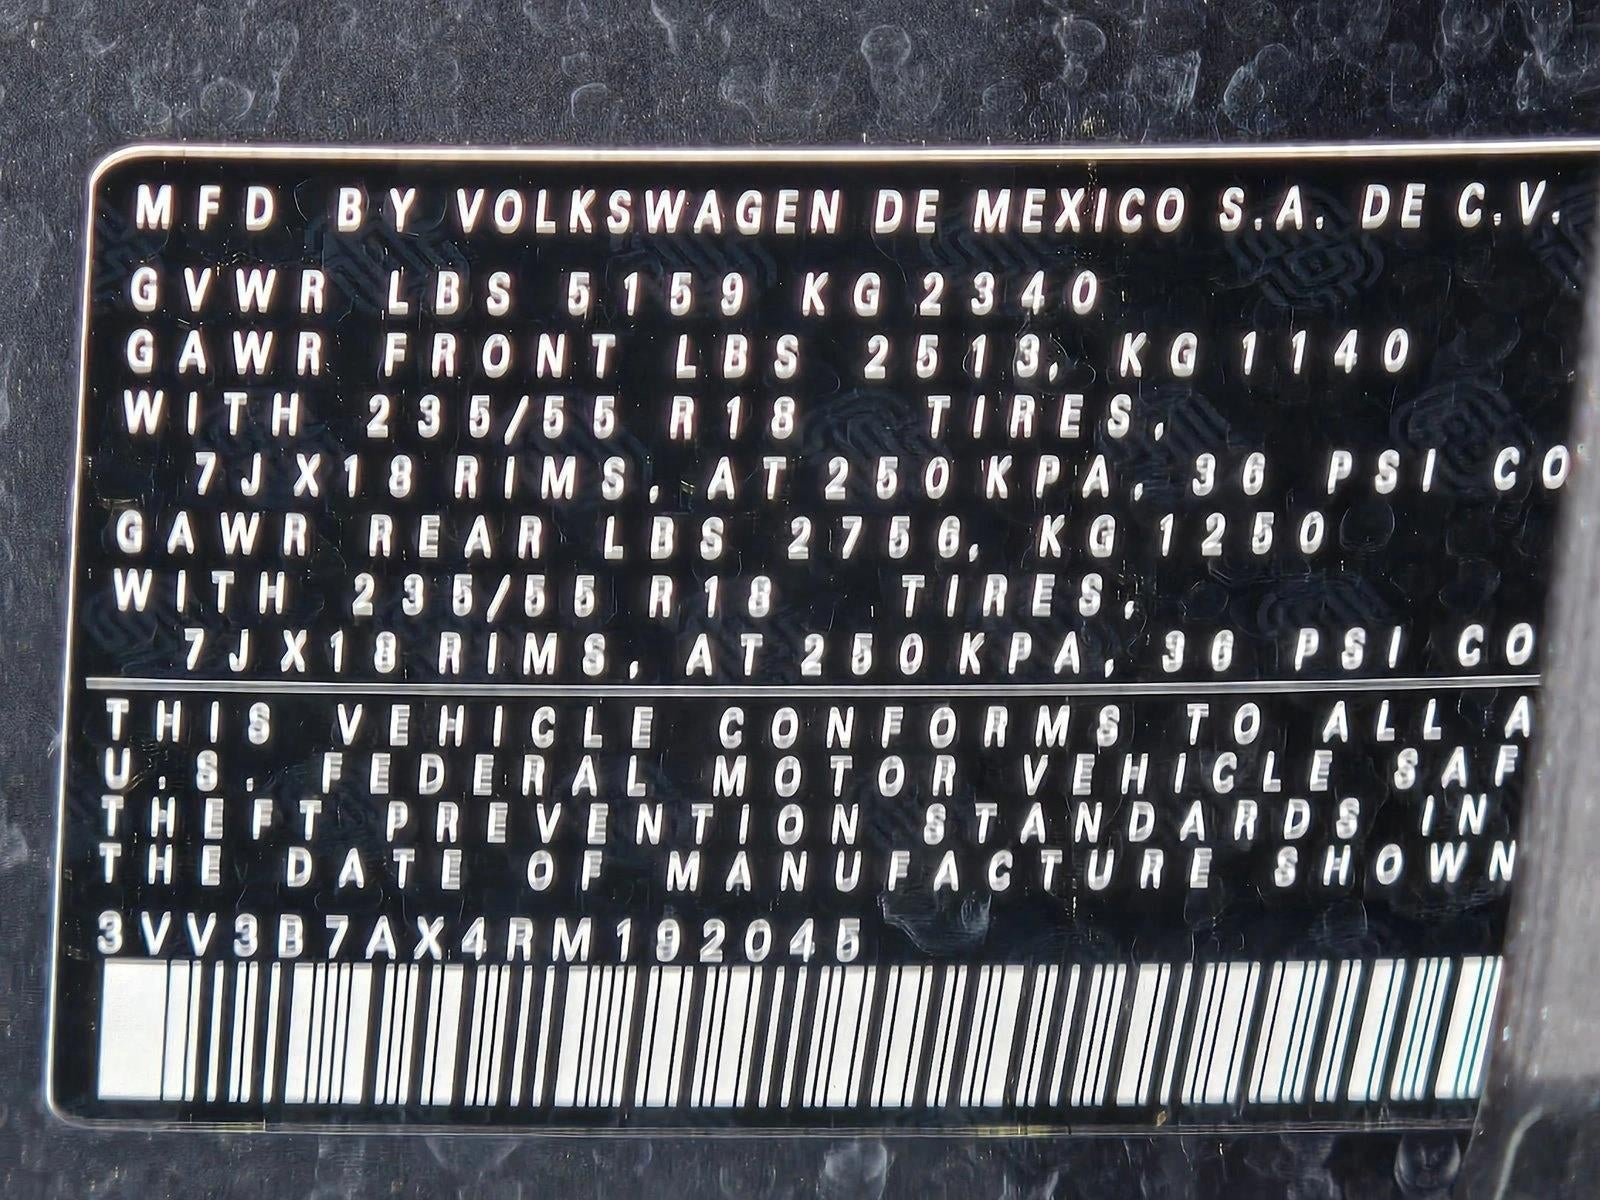 MFD BY VOLKSWAGEN DE MEXICO S.A. DE C.V.
GVWR LBS 5159 KG 2340
GAWR FRONT LBS 2513, KG 1140
WITH 235/55 R18 TIRES,
7JX18 RIMS, AT 250 KPA, 36 PSI CO
GAWR REAR LBS 2756, KG 1250
WITH 235/55 R18 TIRES,
7JX18 RIMS, AT 250 KPA, 36 PSI CO
THIS VEHICLE CONFORMS TO ALL A
U.S. FEDERAL MOTOR VEHICLE SAF
THEFT PREVENTION STANDARDS IN
THE DATE OF MANUFACTURE SHOWN
3VV3B7AX4RM192045